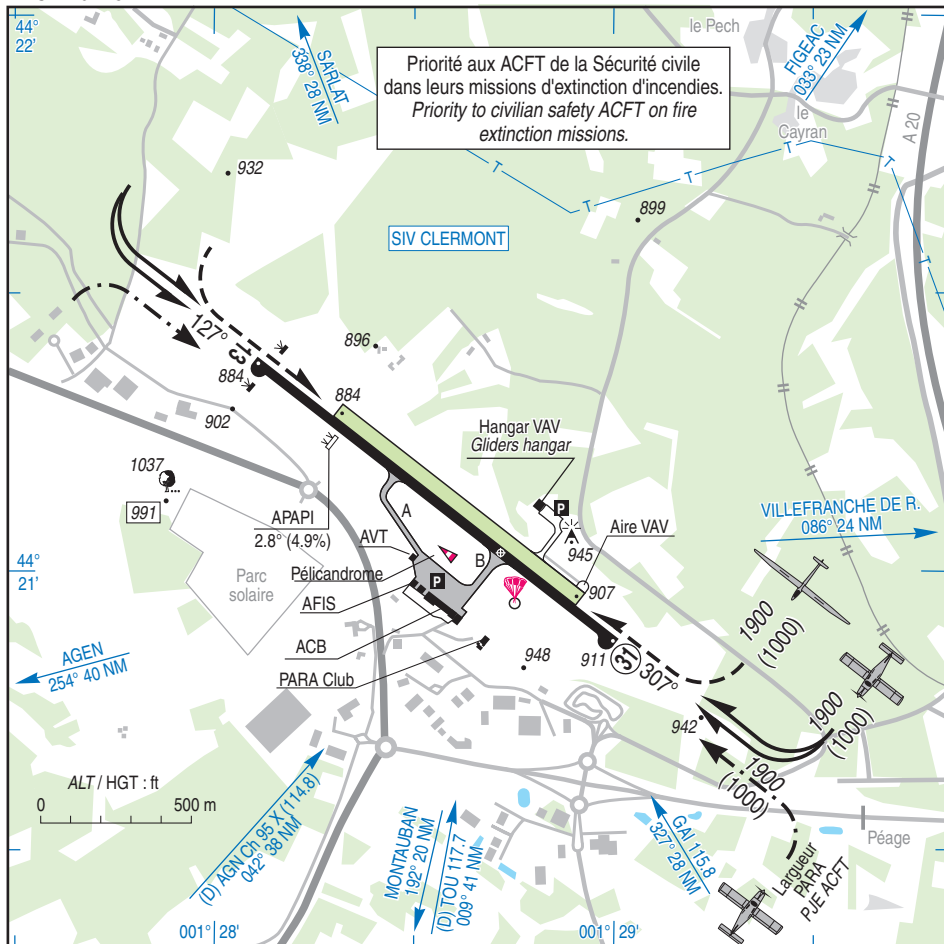 44°
22'
SARLAT
338° 28 NM
Priorité aux ACFT de la Sécurité civile
dans leurs missions d'extinction d'incendies.
Priority to civilian safety ACFT on fire
extinction missions.
le Pech
FIGEAC
033° 23 NM
le
Cayran
A 20
T
T
T
T
932
899
SIV CLERMONT
127°
13
884
896
884
902
Hangar VAV
Gliders hangar
1037
991
APAPI
2.8° (4.9%)
A
P
Aire VAV
VILLEFRANCHE DE R.
086° 24 NM
945
AVT
B
44°
21'
Parc
solaire
Pélicandrome
P
907
AFIS
ACB
PARA Club
948
911
31
307°
1900
(1000)
AGEN
254° 40 NM
942
1900
(1000)
1900
(1000)
ALT / HGT : ft
0
500 m
(D) AGN Ch 95 X (114.8)
042° 38 NM
MONTAUBAN
192° 20 NM
(D) TOU 117.7
009° 41 NM
GAI 115.8
327° 28 NM
Péage
Largueur
PARA
PJE ACFT
001° 28'
001° 29'